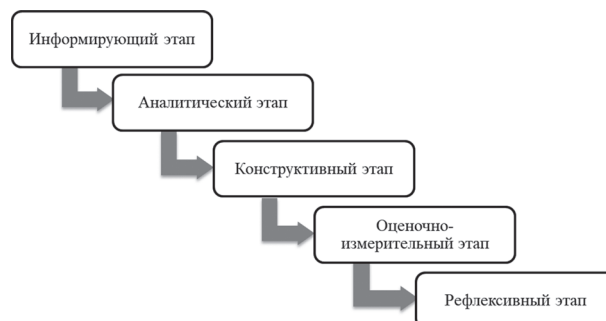 Информирующий этап
Аналитический этап
Конструктивный этап
Оценочно-
измерительный этап
Рефлексивный этап